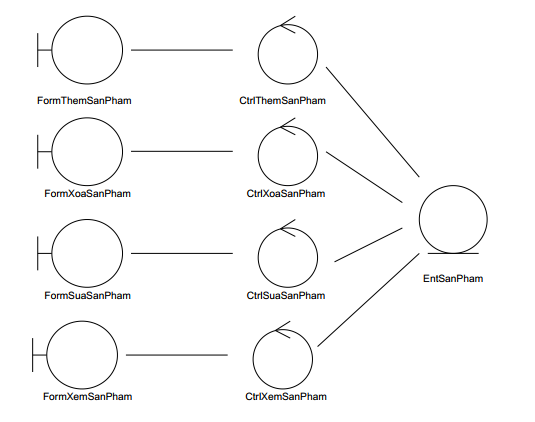 FormThemSanPham
CtrlThemSanPham
FormXoaSanPham
CtrlXoaSanPham
EntSanPham
FormSuaSanPham
CtrlSuaSanPham
FormXemSanPham
CtrlXemSanPham